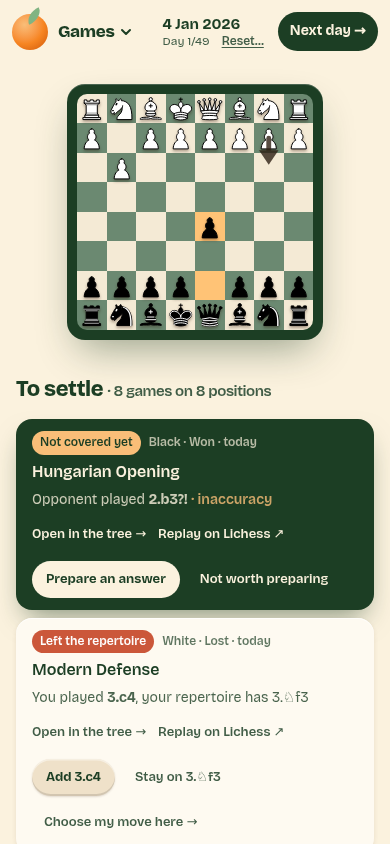 Games
4 Jan 2026
Day 1/49 Reset...
Next day →
To settle · 8 games on 8 positions
Not covered yet Black · Won · today
Hungarian Opening
Opponent played 2.b3?! · inaccuracy
Open in the tree → Replay on Lichess ↗
Prepare an answer Not worth preparing
Left the repertoire White · Lost · today
Modern Defense
You played 3.c4, your repertoire has 3.♘f3
Open in the tree → Replay on Lichess ↗
Add 3.c4 Stay on 3.♘f3
Choose my move here →